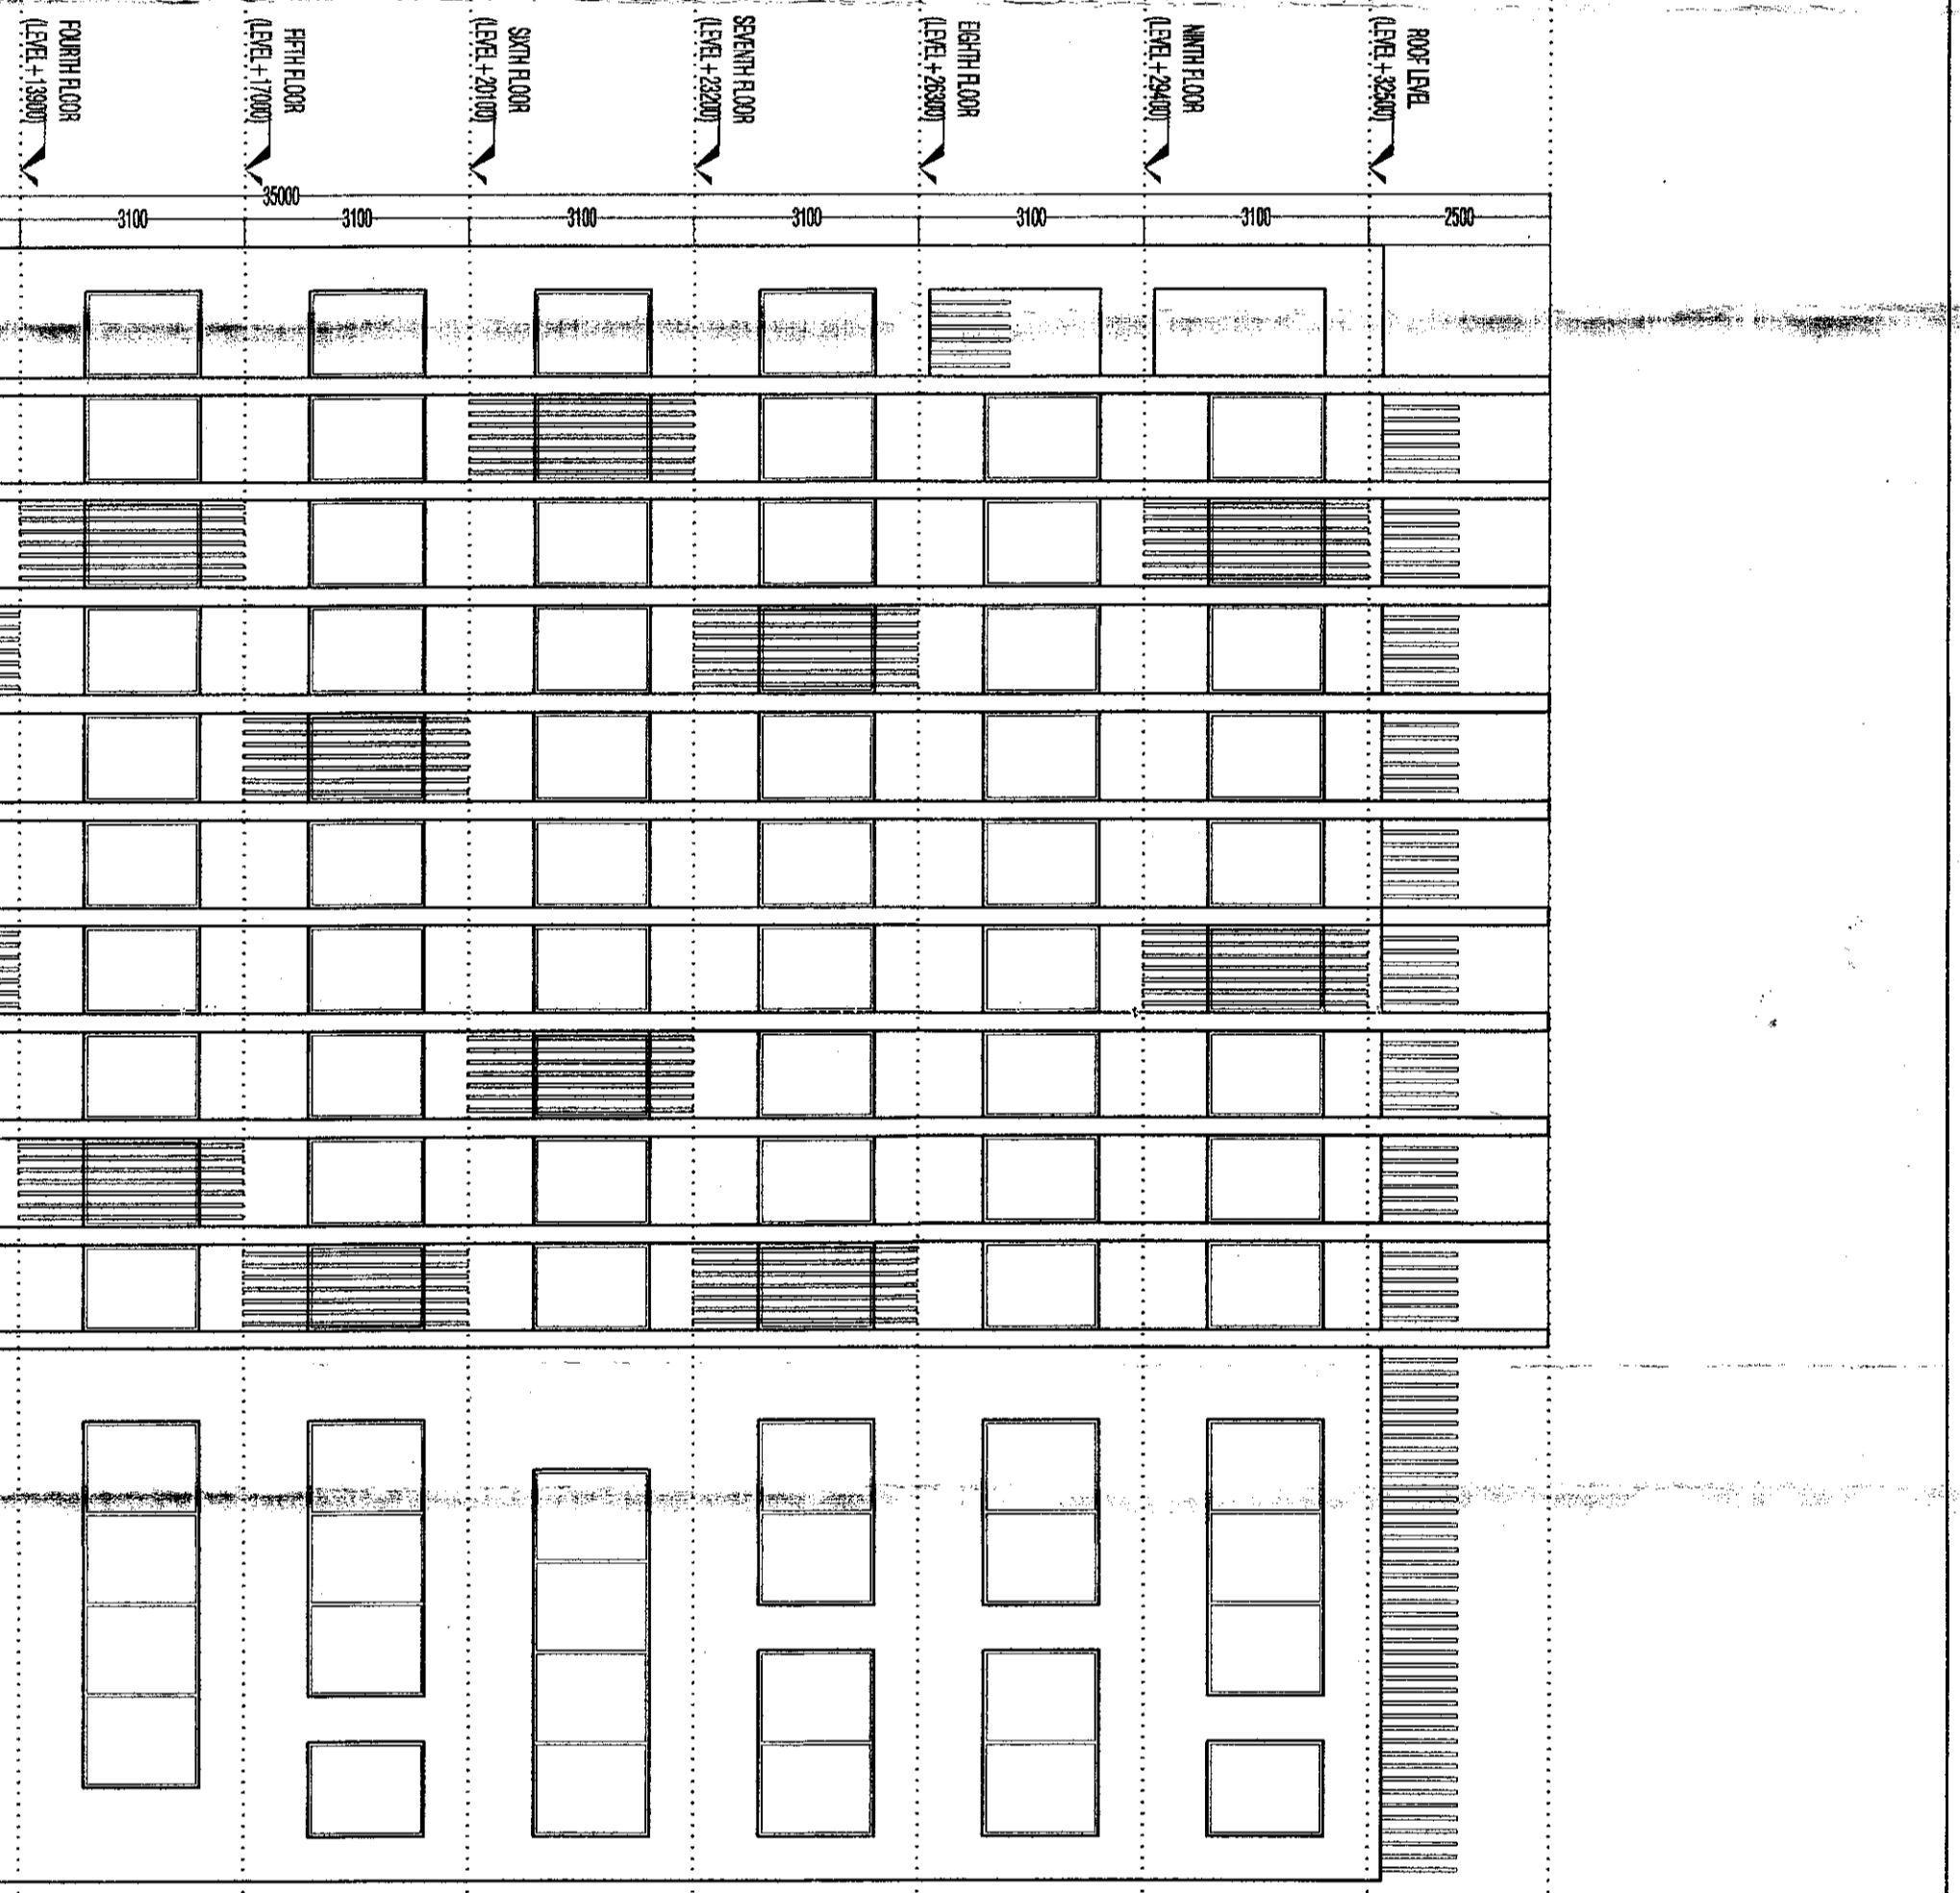 ROOF LEVEL
(LEVEL + 32500)
NINTH FLOOR
(LEVEL + 29400)
EIGHTH FLOOR
(LEVEL + 26300)
SEVENTH FLOOR
(LEVEL + 23200)
SIXTH FLOOR
(LEVEL + 20100)
FIFTH FLOOR
(LEVEL + 17000)
FOURTH FLOOR
(LEVEL + 13900)
35000
3100
3100
3100
3100
3100
3100
2500